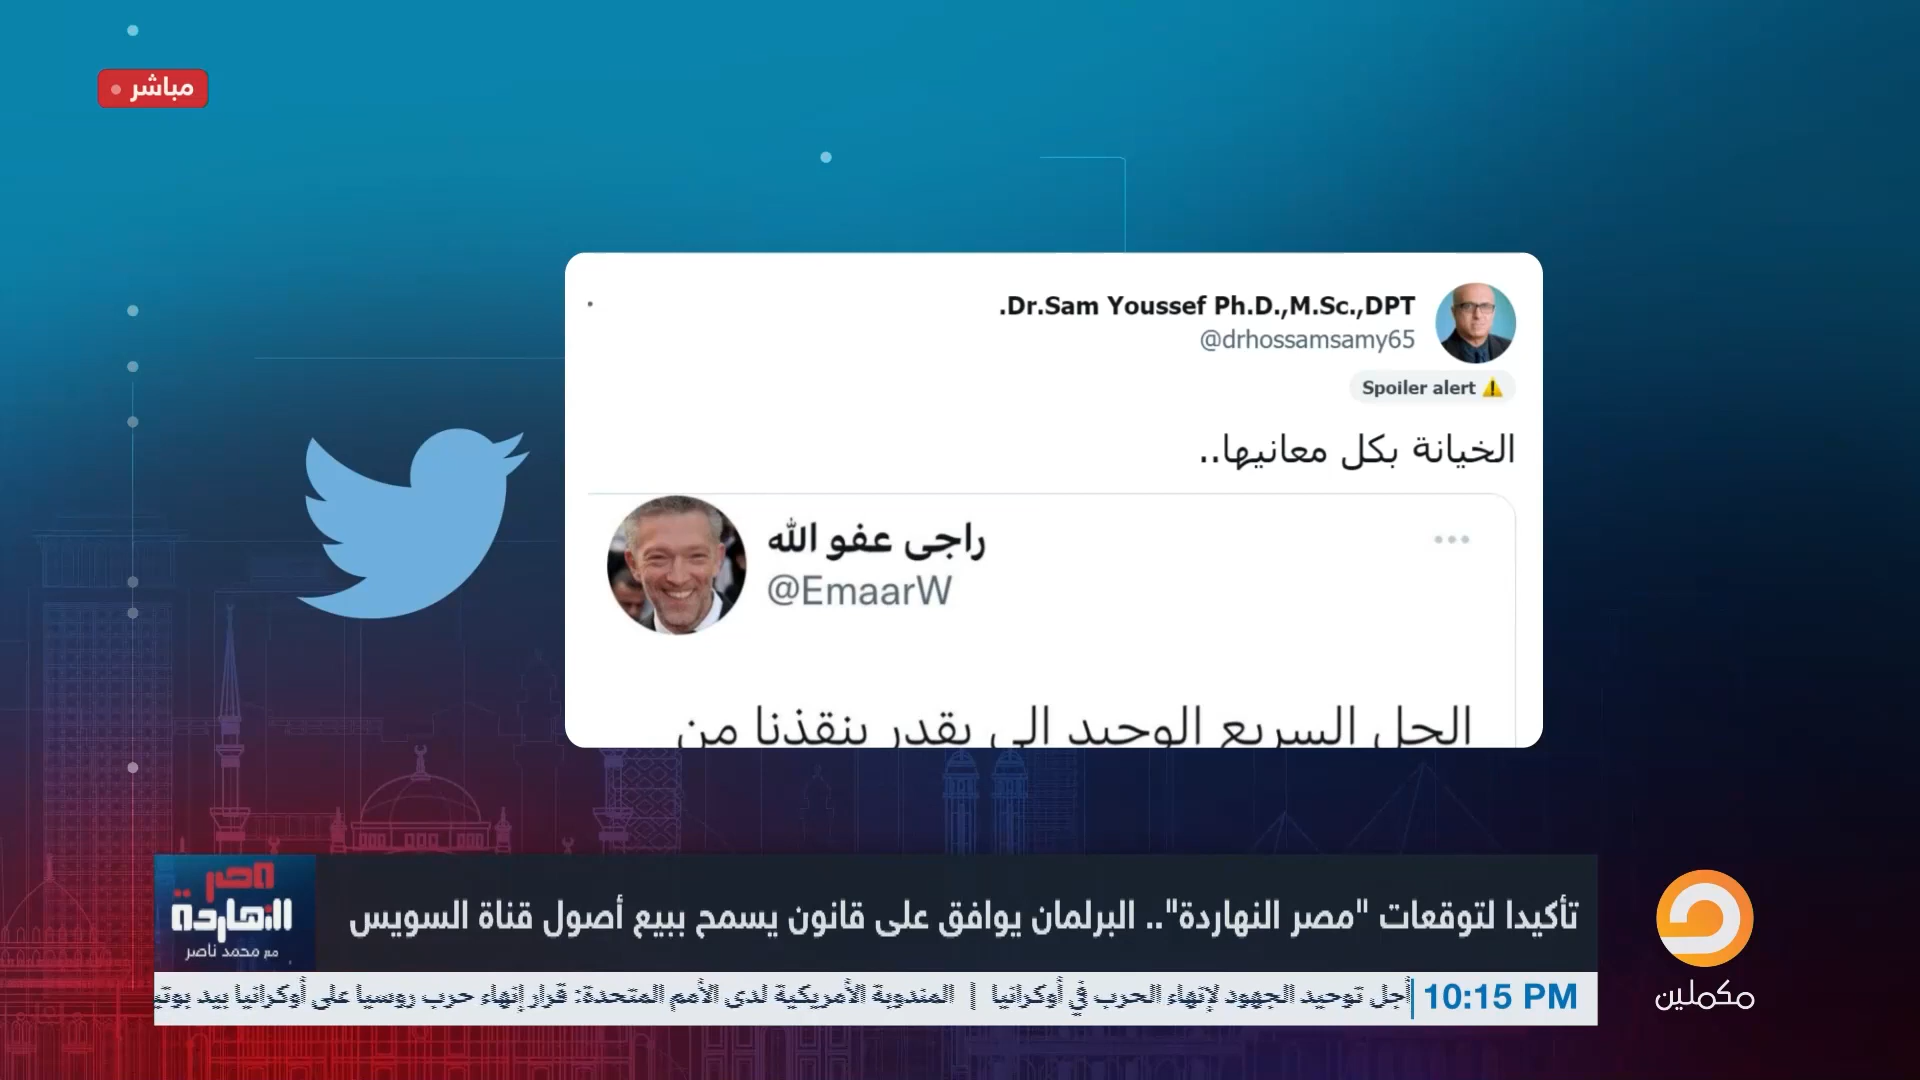 مباشر
Dr.Sam Youssef Ph.D.,M.Sc.,DPT.
@drhossamsamy65
Spoiler alert ⚠️
الخيانة بكل معانيها..
راجى عفو الله
@EmaarW
الحل السريع الوحيد الي يقدر ينقذنا من
مصر النهاردة
مع محمد ناصر
تأكيدا لتوقعات "مصر النهاردة".. البرلمان يوافق على قانون يسمح ببيع أصول قناة السويس
10:15 PM
أجل توحيد الجهود لإنهاء الحرب في أوكرانيا | المندوبة الأمريكية لدى الأمم المتحدة: قرار إنهاء حرب روسيا على أوكرانيا بيد
مكملين